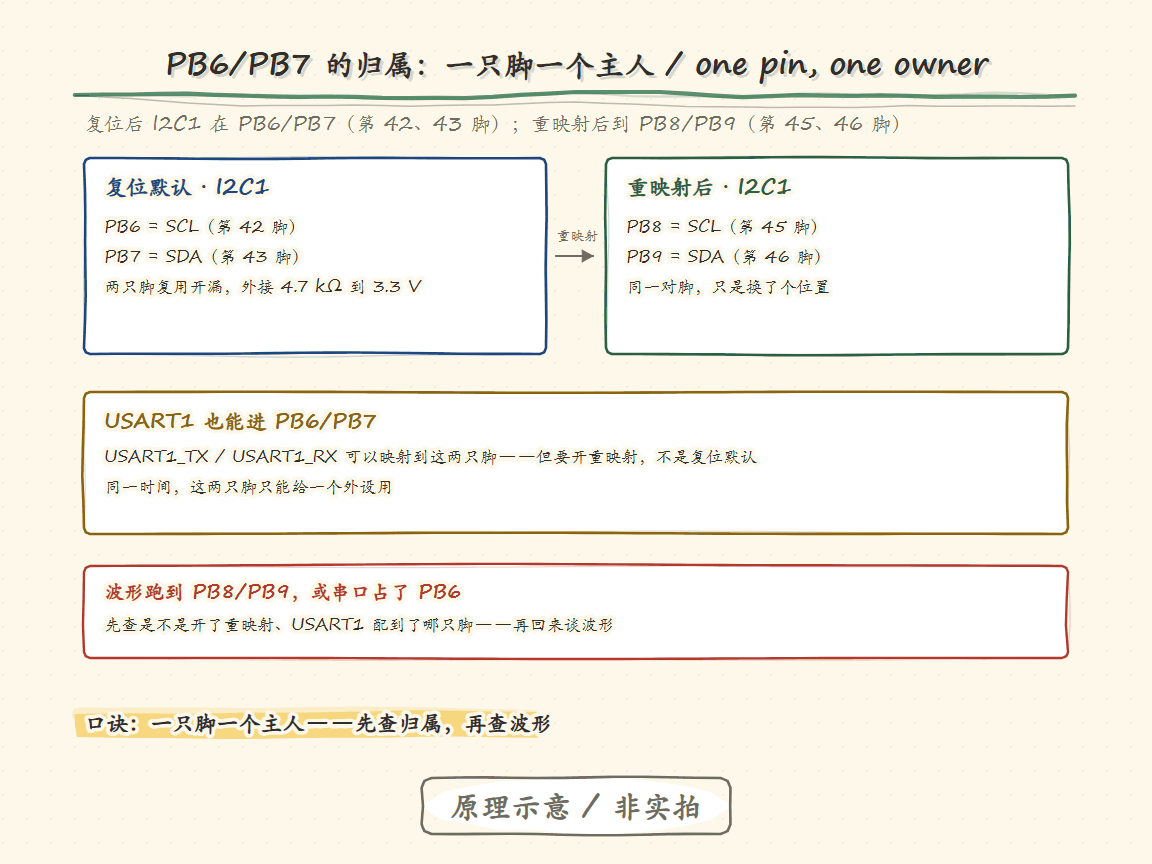 PB6/PB7 的归属：一只脚一个主人 / one pin, one owner
复位后 I2C1 在 PB6/PB7（第 42、43 脚）；重映射后到 PB8/PB9（第 45、46 脚）
复位默认 · I2C1
PB6 = SCL（第 42 脚）
PB7 = SDA（第 43 脚）
两只脚复用开漏，外接 4.7 kΩ 到 3.3 V
重映射
重映射后 · I2C1
PB8 = SCL（第 45 脚）
PB9 = SDA（第 46 脚）
同一对脚，只是换了个位置
USART1 也能进 PB6/PB7
USART1_TX / USART1_RX 可以映射到这两只脚——但要开重映射，不是复位默认
同一时间，这两只脚只能给一个外设用
波形跑到 PB8/PB9，或串口占了 PB6
先查是不是开了重映射、USART1 配到了哪只脚——再回来谈波形
口诀：一只脚一个主人——先查归属，再查波形
原理示意 / 非实拍